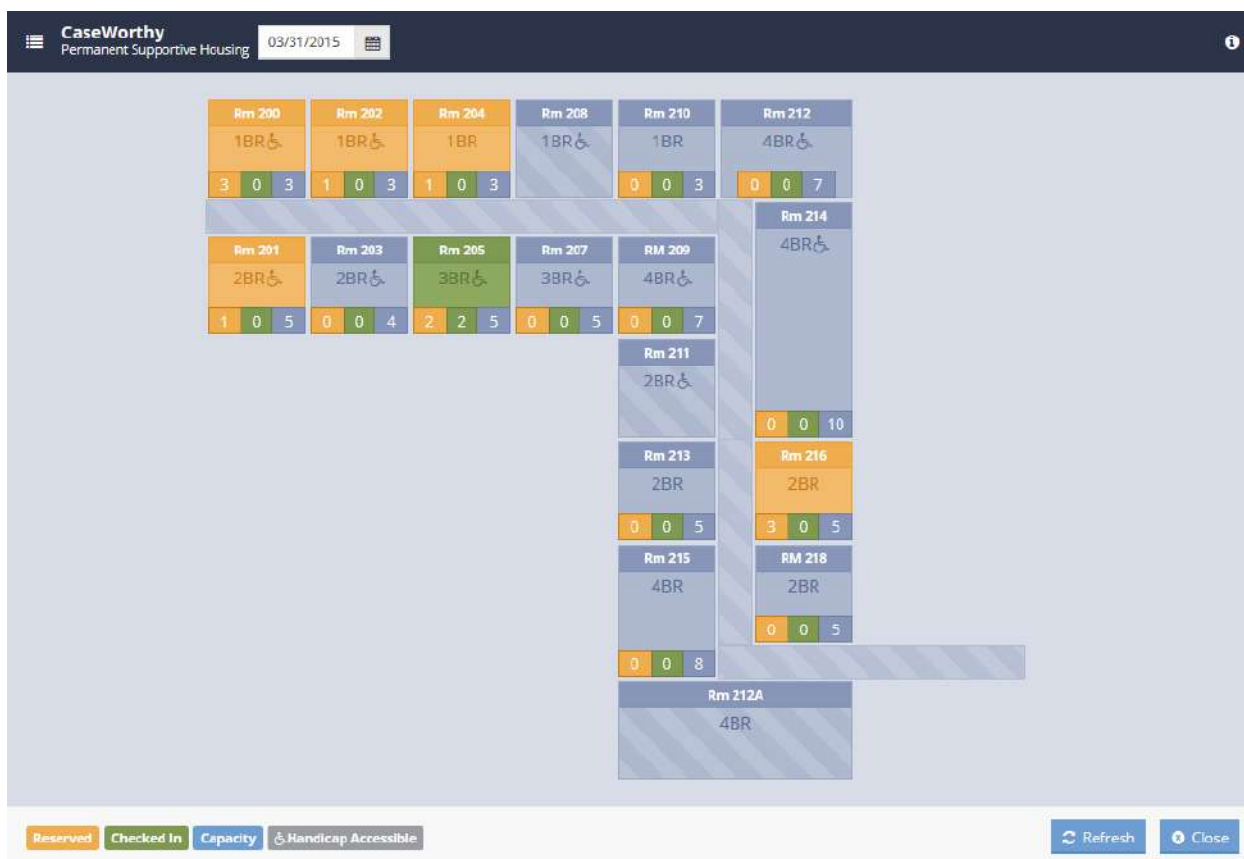 CaseWorthy
Permanent Supportive Housing 03/31/2015
Rm 200 Rm 202 Rm 204 Rm 208 Rm 210 Rm 212
1BR 1BR 1BR 1BR 1BR 4BR
3 0 3 1 0 3 1 0 3 0 0 3 0 0 7
Rm 214
4BR
Rm 201 Rm 203 Rm 205 Rm 207 RM 209
2BR 2BR 3BR 3BR 4BR
1 0 5 0 0 4 2 2 5 0 0 5 0 0 7
Rm 211
2BR
0 0 10
Rm 213 Rm 216
2BR 2BR
0 0 5 3 0 5
Rm 215 RM 218
4BR 2BR
0 0 5
0 0 8
Rm 212A
4BR
Reserved Checked In Capacity Handicap Accessible Refresh Close